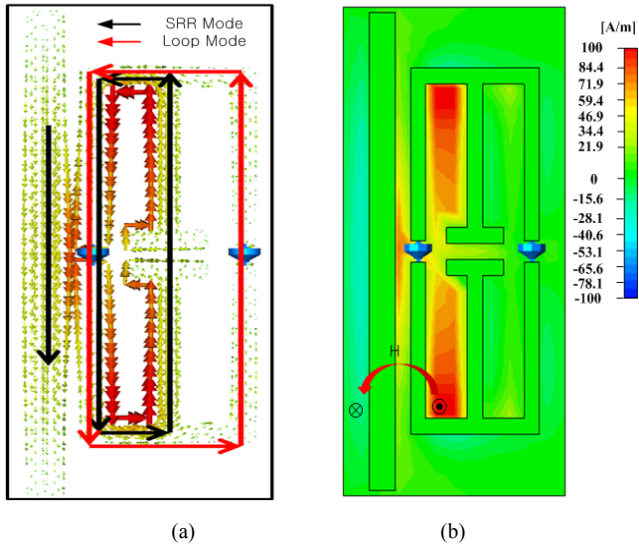 SRR Mode
Loop Mode
[A/m]
100
84.4
71.9
59.4
46.9
34.4
21.9
0
-15.6
-28.1
-40.6
-53.1
-65.6
-78.1
-100
H
(a)
(b)